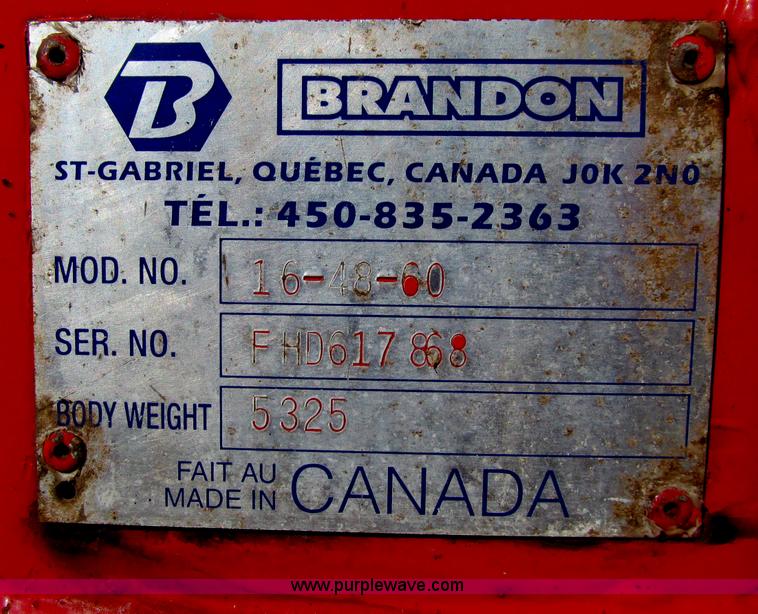 B BRANDON
ST-GABRIEL, QUÉBEC, CANADA J0K 2N0
TÉL.: 450-835-2363
MOD. NO. 16-48-60
SER. NO. FHD617868
BODY WEIGHT 5325
FAIT AU
MADE IN CANADA
www.purplewave.com